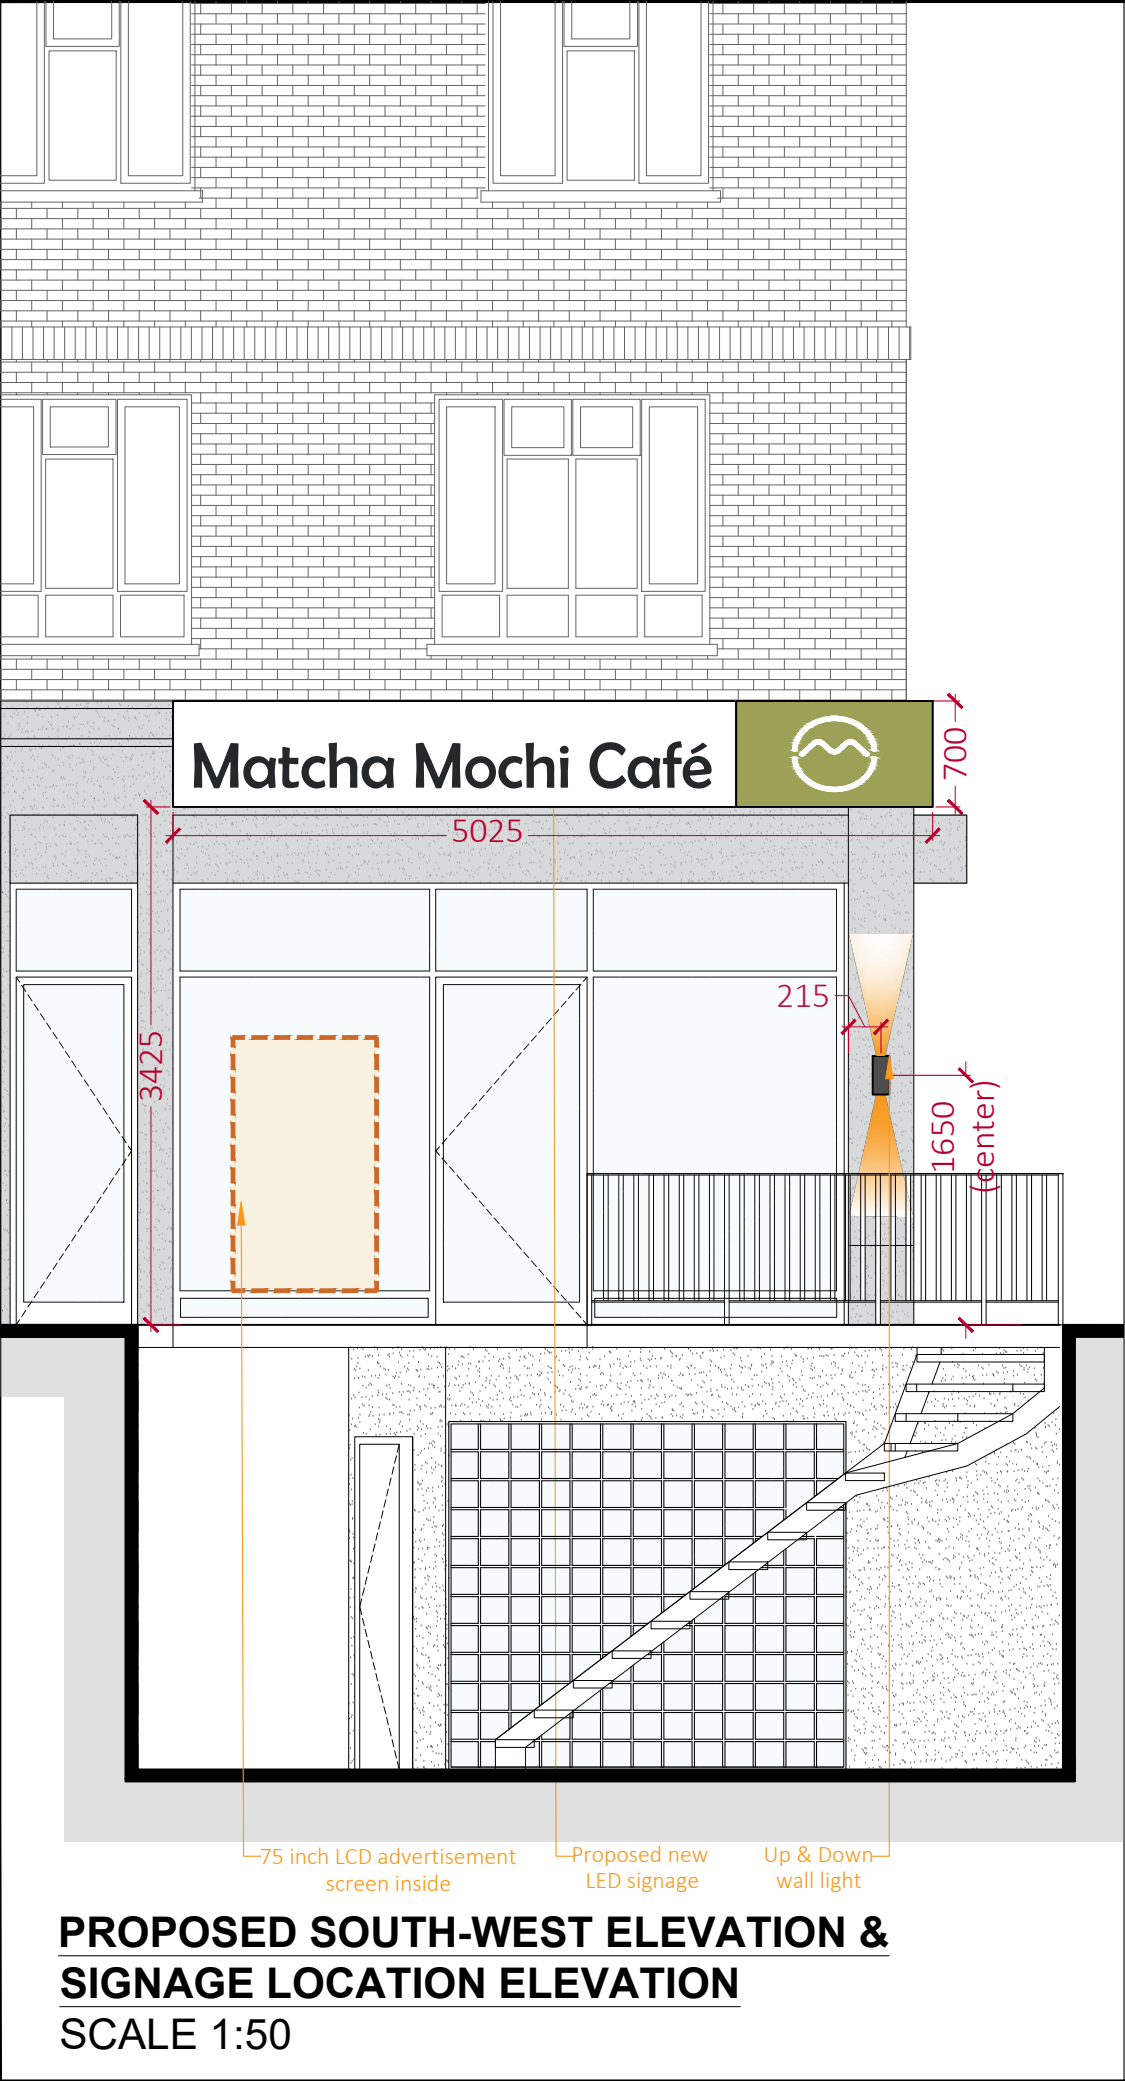 Matcha Mochi Café
700
5025
215
3425
1650
(center)
75 inch LCD advertisement
screen inside
Proposed new
LED signage
Up & Down
wall light
PROPOSED SOUTH-WEST ELEVATION &
SIGNAGE LOCATION ELEVATION
SCALE 1:50